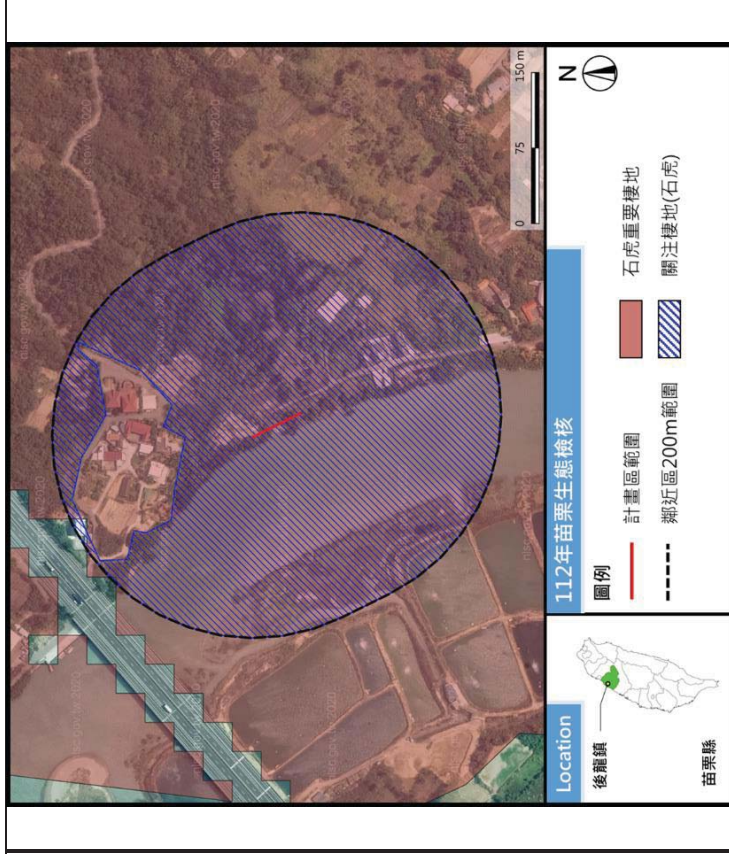 0 75 150 m
N
112年苗栗生態檢核
圖例
計畫區範圍
石虎重要棲地
鄰近區200m範圍
關注棲地(石虎)
Location
後龍鎮
苗栗縣